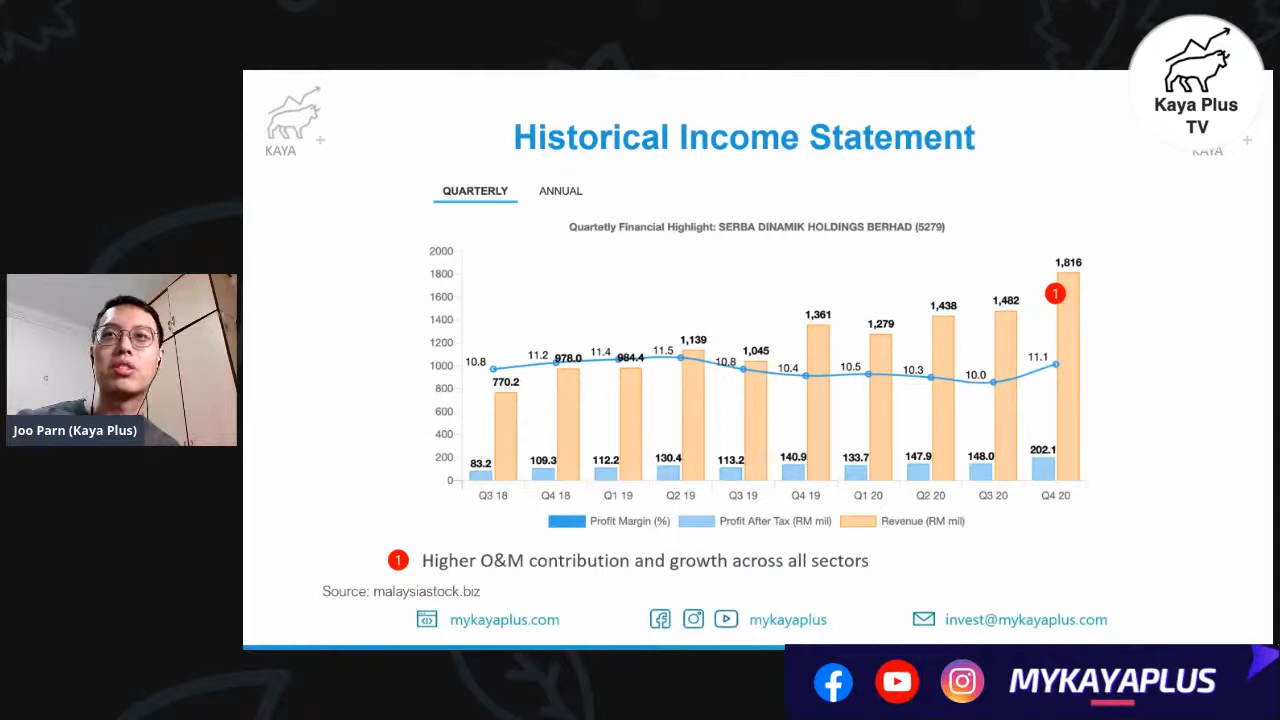 Kaya Plus
TV
KAYA
KAYA
Historical Income Statement
QUARTERLY ANNUAL
Quartetly Financial Highlight: SERBA DINAMIK HOLDINGS BERHAD (5279)
2000
1800
1600
1400
1200
1000
800
600
400
200
0
10.8 11.2 11.4 11.5 10.8 10.4 10.5 10.3 10.0 11.1
770.2 978.0 984.4 1,139 1,045 1,361 1,279 1,438 1,482 1,816
1
83.2 109.3 112.2 130.4 113.2 140.9 133.7 147.9 148.0 202.1
Q3 18 Q4 18 Q1 19 Q2 19 Q3 19 Q4 19 Q1 20 Q2 20 Q3 20 Q4 20
Profit Margin (%) Profit After Tax (RM mil) Revenue (RM mil)
Joo Parn (Kaya Plus)
1 Higher O&M contribution and growth across all sectors
Source: malaysiastock.biz
mykayaplus.com mykayaplus invest@mykayaplus.com
MYKAYAPLUS